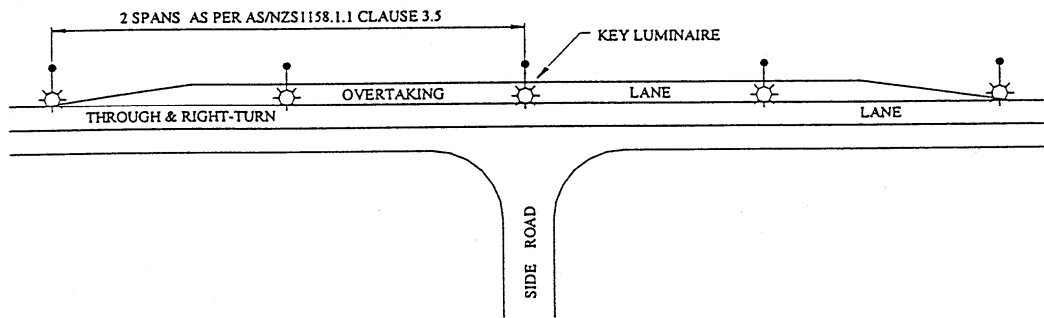 2 SPANS AS PER AS/NZS1158.1.1 CLAUSE 3.5
KEY LUMINAIRE
OVERTAKING LANE
THROUGH & RIGHT-TURN LANE
SIDE ROAD